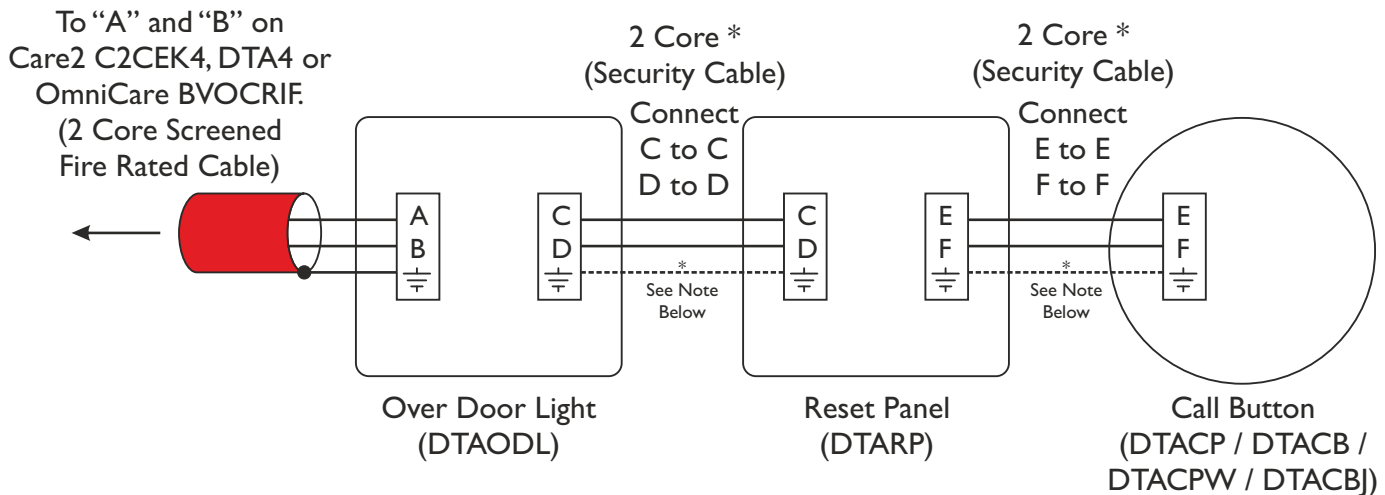 To “A” and “B” on
Care2 C2CEK4, DTA4 or
OmniCare BVOCRIF.
(2 Core Screened
Fire Rated Cable)
2 Core *
(Security Cable)
Connect
C to C
D to D
2 Core *
(Security Cable)
Connect
E to E
F to F
A
B
C
D
*
See Note
Below
C
D
E
F
*
See Note
Below
E
F
Over Door Light
(DTAODL)
Reset Panel
(DTARP)
Call Button
(DTACP / DTACB /
DTACPW / DTACBJ)